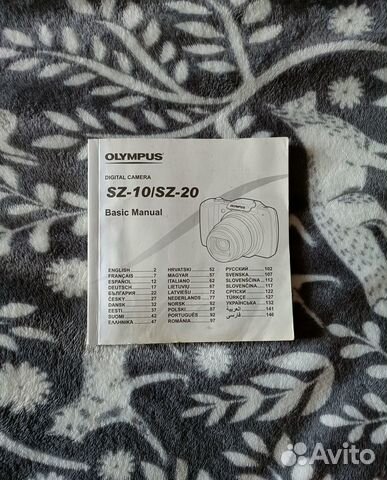 OLYMPUS
DIGITAL CAMERA
SZ-10/SZ-20
Basic Manual
ENGLISH 2
FRANÇAIS 7
ESPAÑOL 12
DEUTSCH 17
БЪЛГАРИЯ 22
ČESKY 27
DANSK 32
EESTI 37
SUOMI 42
ΕΛΛΗΝΙΚΑ 47
HRVATSKI 52
MAGYAR 57
ITALIANO 62
LIETUVIŲ 67
LATVIEŠU 72
NEDERLANDS 77
NORSK 82
POLSKI 87
PORTUGUÊS 92
ROMÂNA 97
РУССКИЙ 102
SVENSKA 107
SLOVENŠČINA 112
SLOVENČINA 117
СРПСКИ 122
TÜRKÇE 127
УКРАЇНСЬКА 132
العربية 141
فارسی 146
Avito